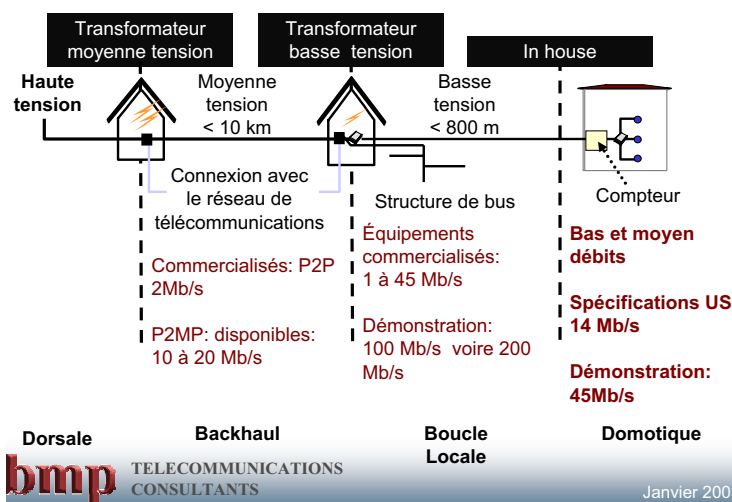 Transformateur
moyenne tension
Transformateur
basse tension
In house
Haute
tension
Moyenne
tension
< 10 km
Basse
tension
< 800 m
Connexion avec
le réseau de
télécommunications
Structure de bus
Compteur
Commercialisés: P2P
2Mb/s
P2MP: disponibles:
10 à 20 Mb/s
Équipements
commercialisés:
1 à 45 Mb/s
Démonstration:
100 Mb/s voire 200
Mb/s
Bas et moyen
débits
Spécifications US
14 Mb/s
Démonstration:
45Mb/s
Dorsale
Backhaul
Boucle
Locale
Domotique
bmp
TELECOMMUNICATIONS
CONSULTANTS
Janvier 200